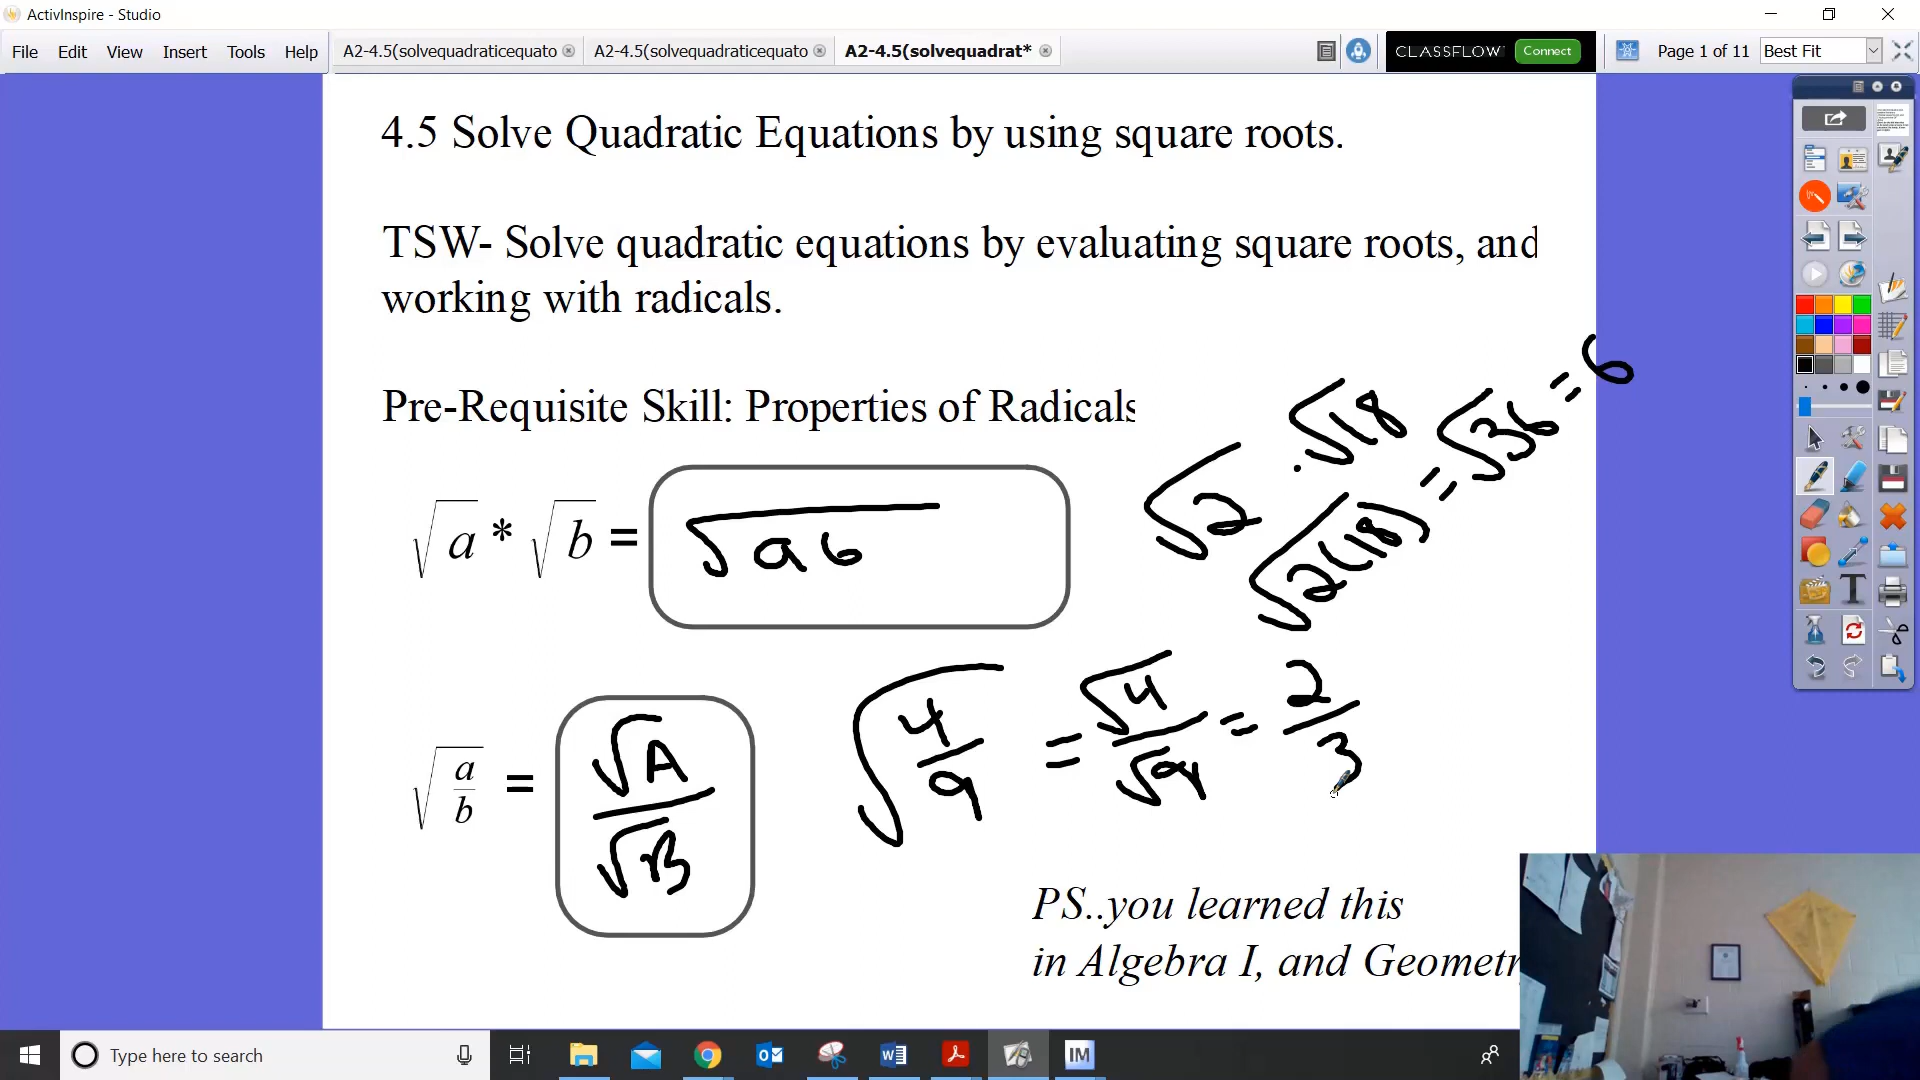 ActivInspire - Studio
File Edit View Insert Tools Help A2-4.5(solvequadraticequato A2-4.5(solvequadraticequato A2-4.5(solvequadrat* CLASSFLOW Connect Page 1 of 11 Best Fit
4.5 Solve Quadratic Equations by using square roots.
TSW- Solve quadratic equations by evaluating square roots, and
working with radicals.
Pre-Requisite Skill: Properties of Radicals
√2 · √18
√2(18) = √36 = 6
√a * √b = √ab
√(a/b) = √A/√B
√(4/9) = √4/√9 = 2/3
PS..you learned this
in Algebra I, and Geometr
Type here to search
IM